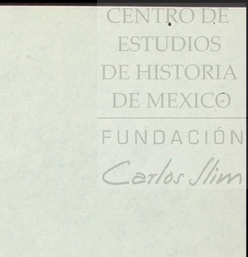 CENTRO DE
ESTUDIOS
DE HISTORIA
DE MEXICO
FUNDACIÓN
Carlos Slim